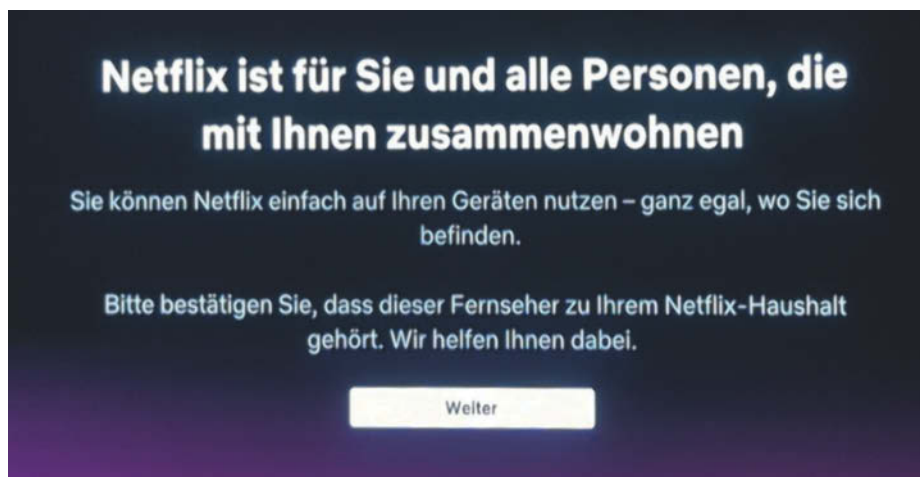 Netflix ist für Sie und alle Personen, die
mit Ihnen zusammenwohnen
Sie können Netflix einfach auf Ihren Geräten nutzen – ganz egal, wo Sie sich
befinden.
Bitte bestätigen Sie, dass dieser Fernseher zu Ihrem Netflix-Haushalt
gehört. Wir helfen Ihnen dabei.
Weiter